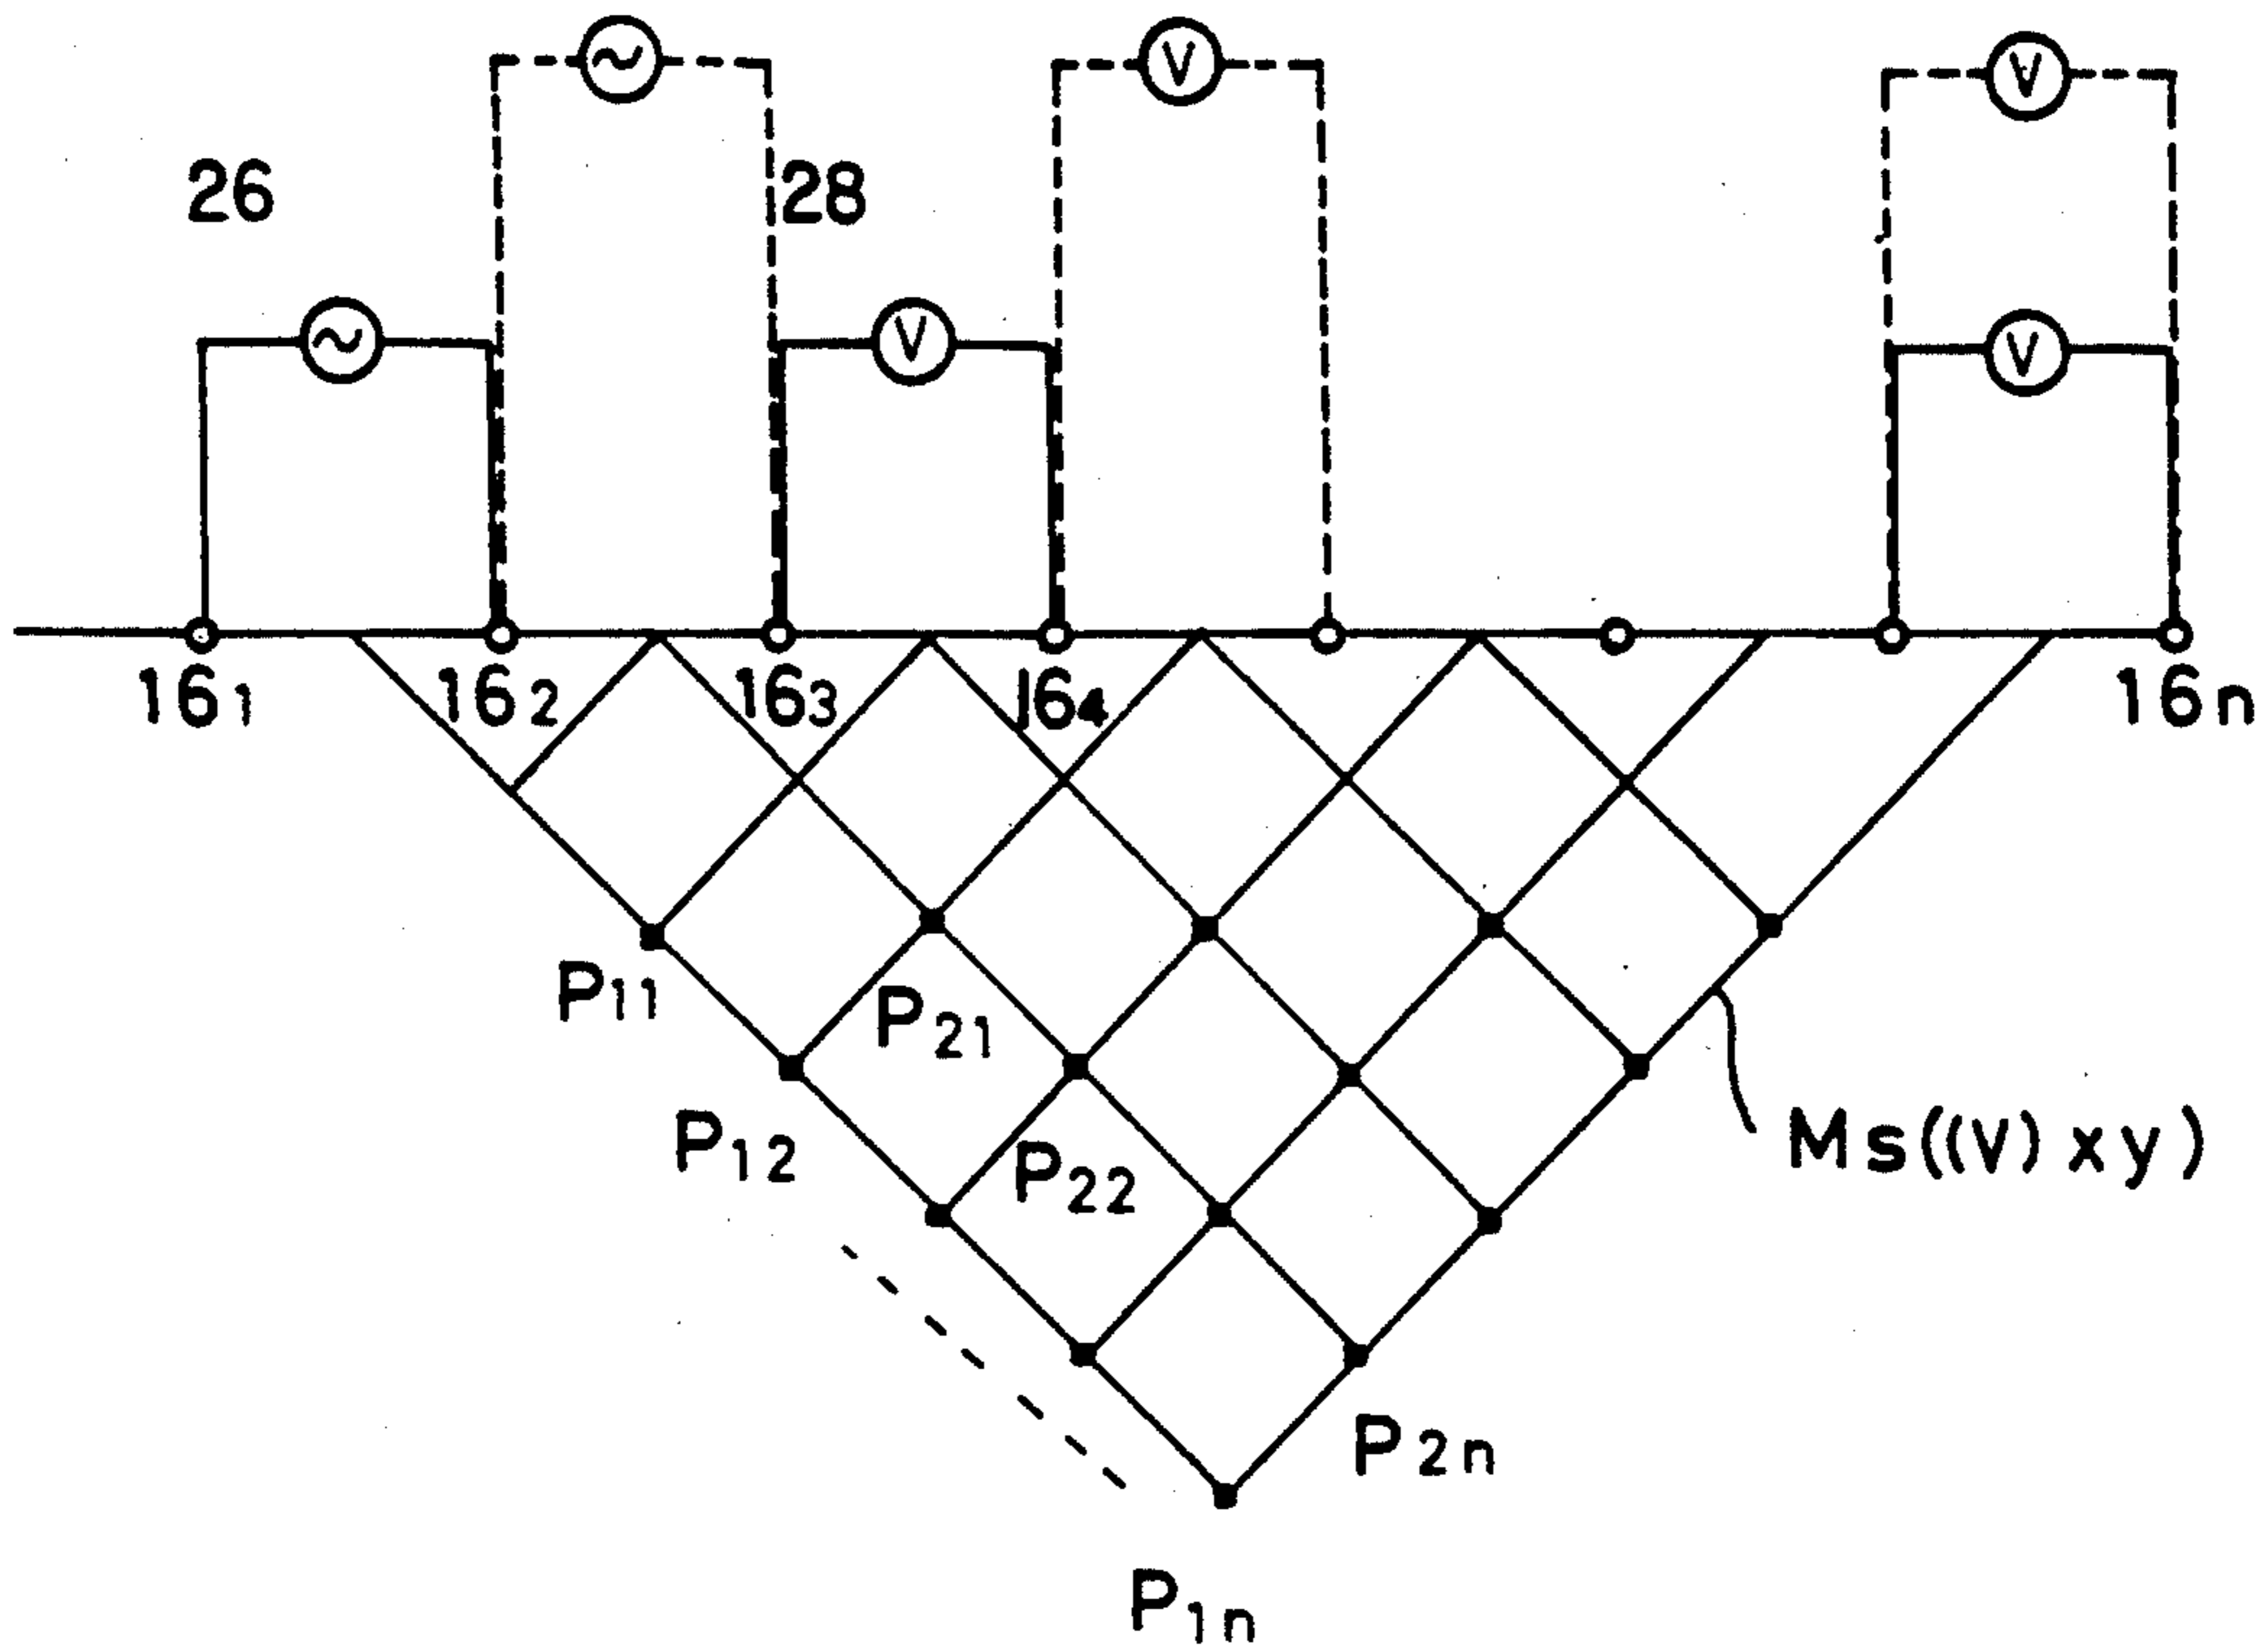 V
V
26
28
V
V
16₁
16₂
16₃
16₄
16n
P₁₁
P₂₁
P₁₂
P₂₂
Ms((V)xy)
P₂n
P₁n